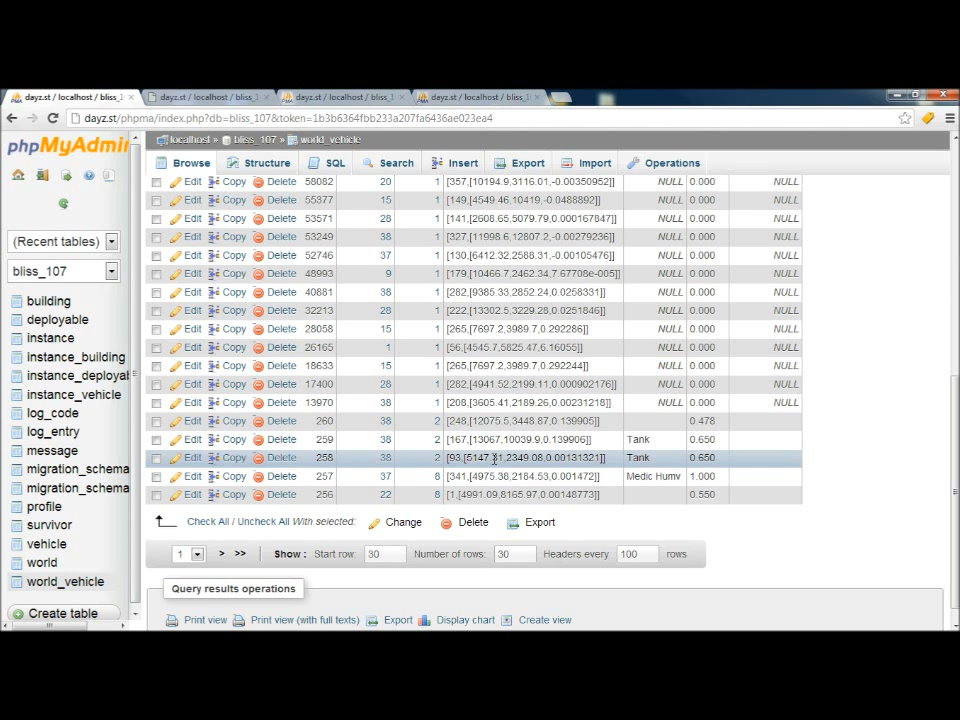 dayz.st / localhost / bliss_1 dayz.st / localhost / bliss_1 dayz.st / localhost / bliss_1 dayz.st / localhost / bliss_1
dayz.st/phpma/index.php?db=bliss_107&token=1b3b6364fbb233a207fa6436ae023ea4
phpMyAdmin
localhost » bliss_107 » world_vehicle
Browse Structure SQL Search Insert Export Import Operations
(Recent tables)
bliss_107
building
deployable
instance
instance_building
instance_deploya
instance_vehicle
log_code
log_entry
message
migration_schema
migration_schema
profile
survivor
vehicle
world
world_vehicle
Create table
Edit Copy Delete 58082 20 1 [357,[10194.9,3116.01,-0.00350952]] NULL 0.000 NULL
Edit Copy Delete 55377 15 1 [149,[4549.46,10419,-0.0488892]] NULL 0.000 NULL
Edit Copy Delete 53571 28 1 [141,[2608.65,5079.79,0.000167847]] NULL 0.000 NULL
Edit Copy Delete 53249 38 1 [327,[11998.6,12807.2,-0.00279236]] NULL 0.000 NULL
Edit Copy Delete 52746 37 1 [130,[6412.32,2588.31,-0.00105476]] NULL 0.000 NULL
Edit Copy Delete 48993 9 1 [179,[10466.7,2462.34,7.67708e-005]] NULL 0.000 NULL
Edit Copy Delete 40881 38 1 [282,[9385.33,2852.24,0.0258331]] NULL 0.000 NULL
Edit Copy Delete 32213 28 1 [222,[13302.5,3229.28,0.0251846]] NULL 0.000 NULL
Edit Copy Delete 28058 15 1 [265,[7697.2,3989.7,0.292286]] NULL 0.000 NULL
Edit Copy Delete 26165 1 1 [56,[4545.7,5825.47,6.16055]] NULL 0.000 NULL
Edit Copy Delete 18633 15 1 [265,[7697.2,3989.7,0.292244]] NULL 0.000 NULL
Edit Copy Delete 17400 28 1 [282,[4941.52,2199.11,0.000902176]] NULL 0.000 NULL
Edit Copy Delete 13970 38 1 [208,[3605.41,2189.26,0.00231218]] NULL 0.000 NULL
Edit Copy Delete 260 38 2 [248,[12075.5,3448.87,0.139905]] 0.478
Edit Copy Delete 259 38 2 [167,[13067,10039.9,0.139906]] Tank 0.650
Edit Copy Delete 258 38 2 Tank 0.650
Edit Copy Delete 257 37 8 [341,[4975.38,2184.53,0.001472]] Medic Humv 1.000
Edit Copy Delete 256 22 8 [1,[4991.09,8165.97,0.00148773]] 0.550
Check All / Uncheck All With selected: Change Delete Export
1 > >> Show : Start row: 30 Number of rows: 30 Headers every 100 rows
Query results operations
Print view Print view (with full texts) Export Display chart Create view